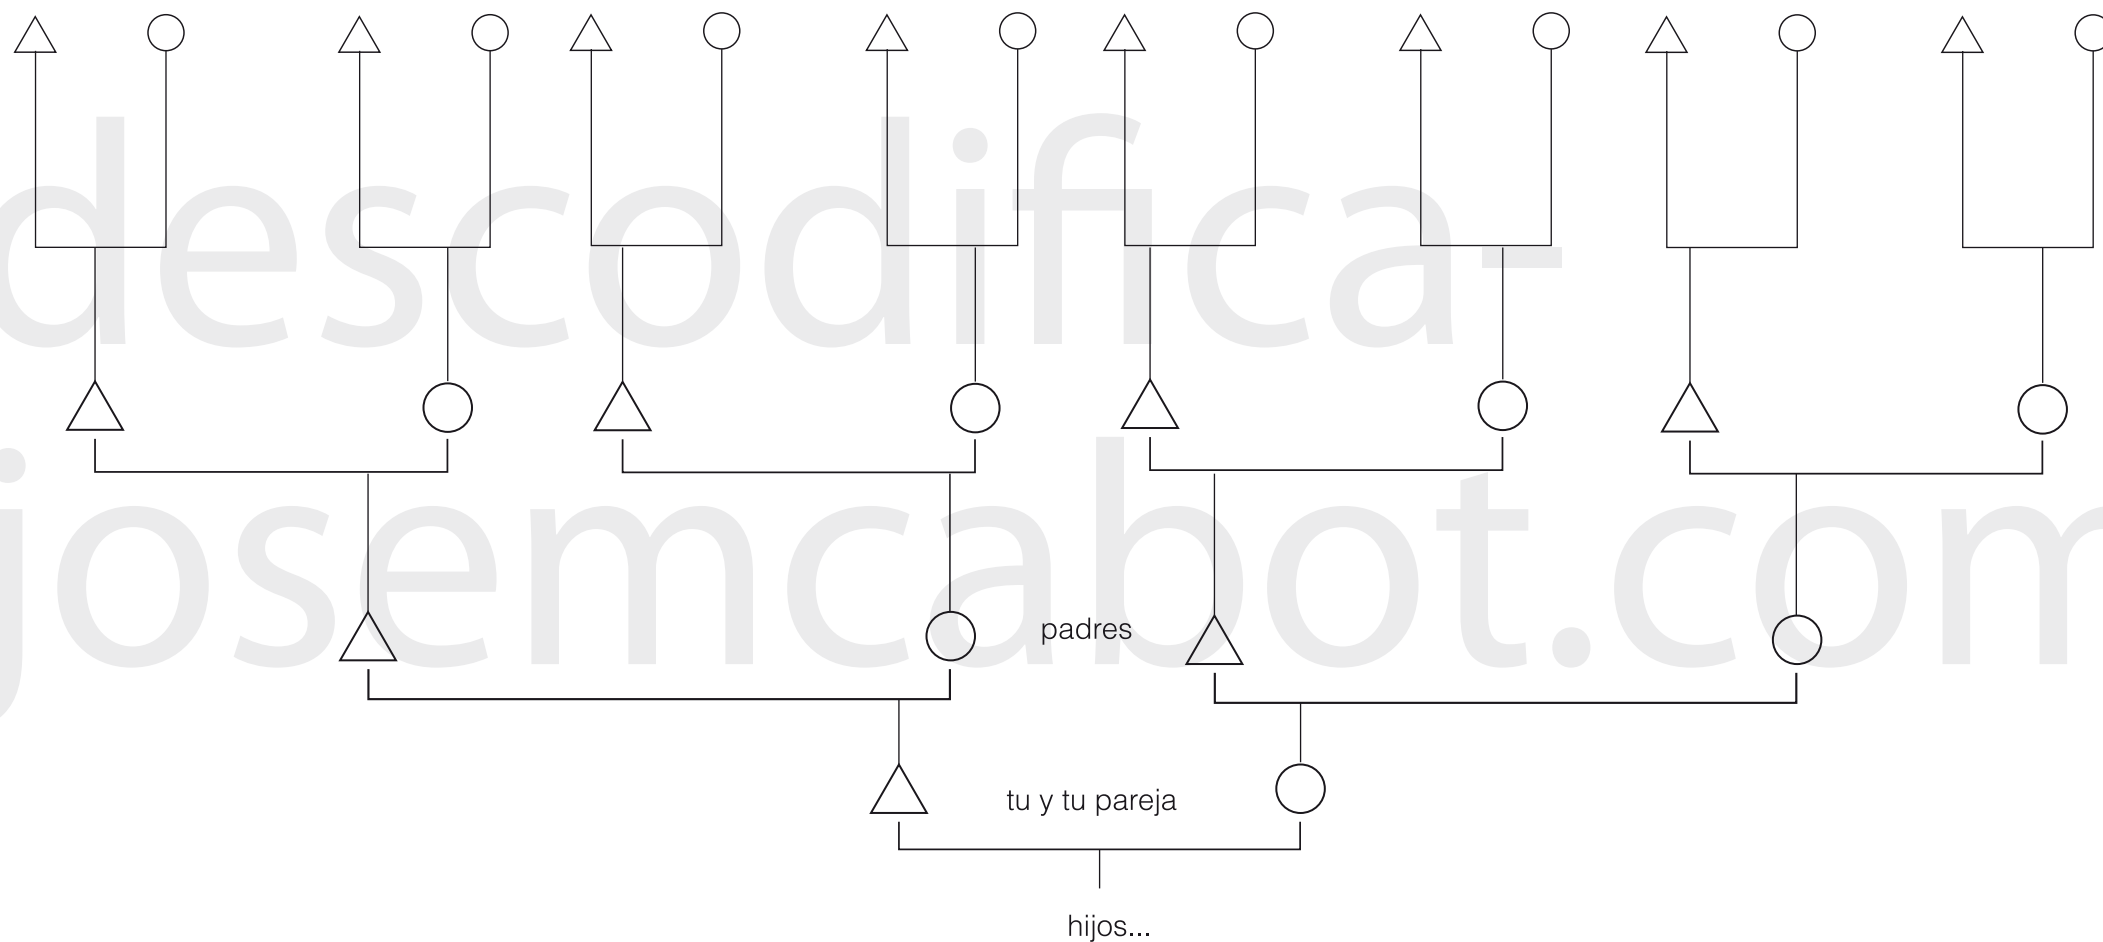 descodifica-
josemcabot.com
padres
tu y tu pareja
hijos...